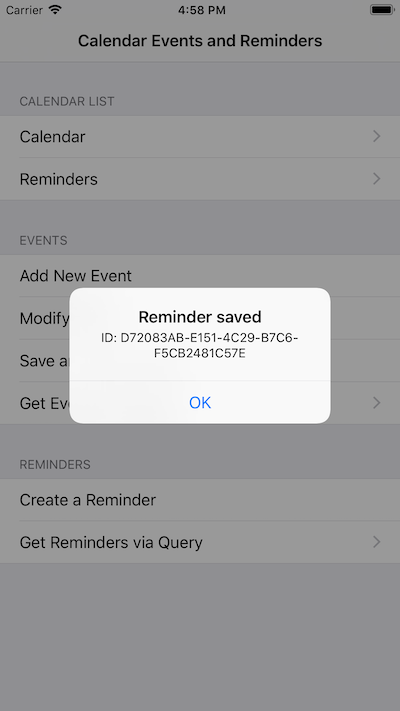 Carrier 4:58 PM
Calendar Events and Reminders
CALENDAR LIST
Calendar
Reminders
EVENTS
Add New Event
Modify
Save
Get
Reminder saved
ID: D72083AB-E151-4C29-B7C6-
F5CB2481C57E
OK
REMINDERS
Create a Reminder
Get Reminders via Query